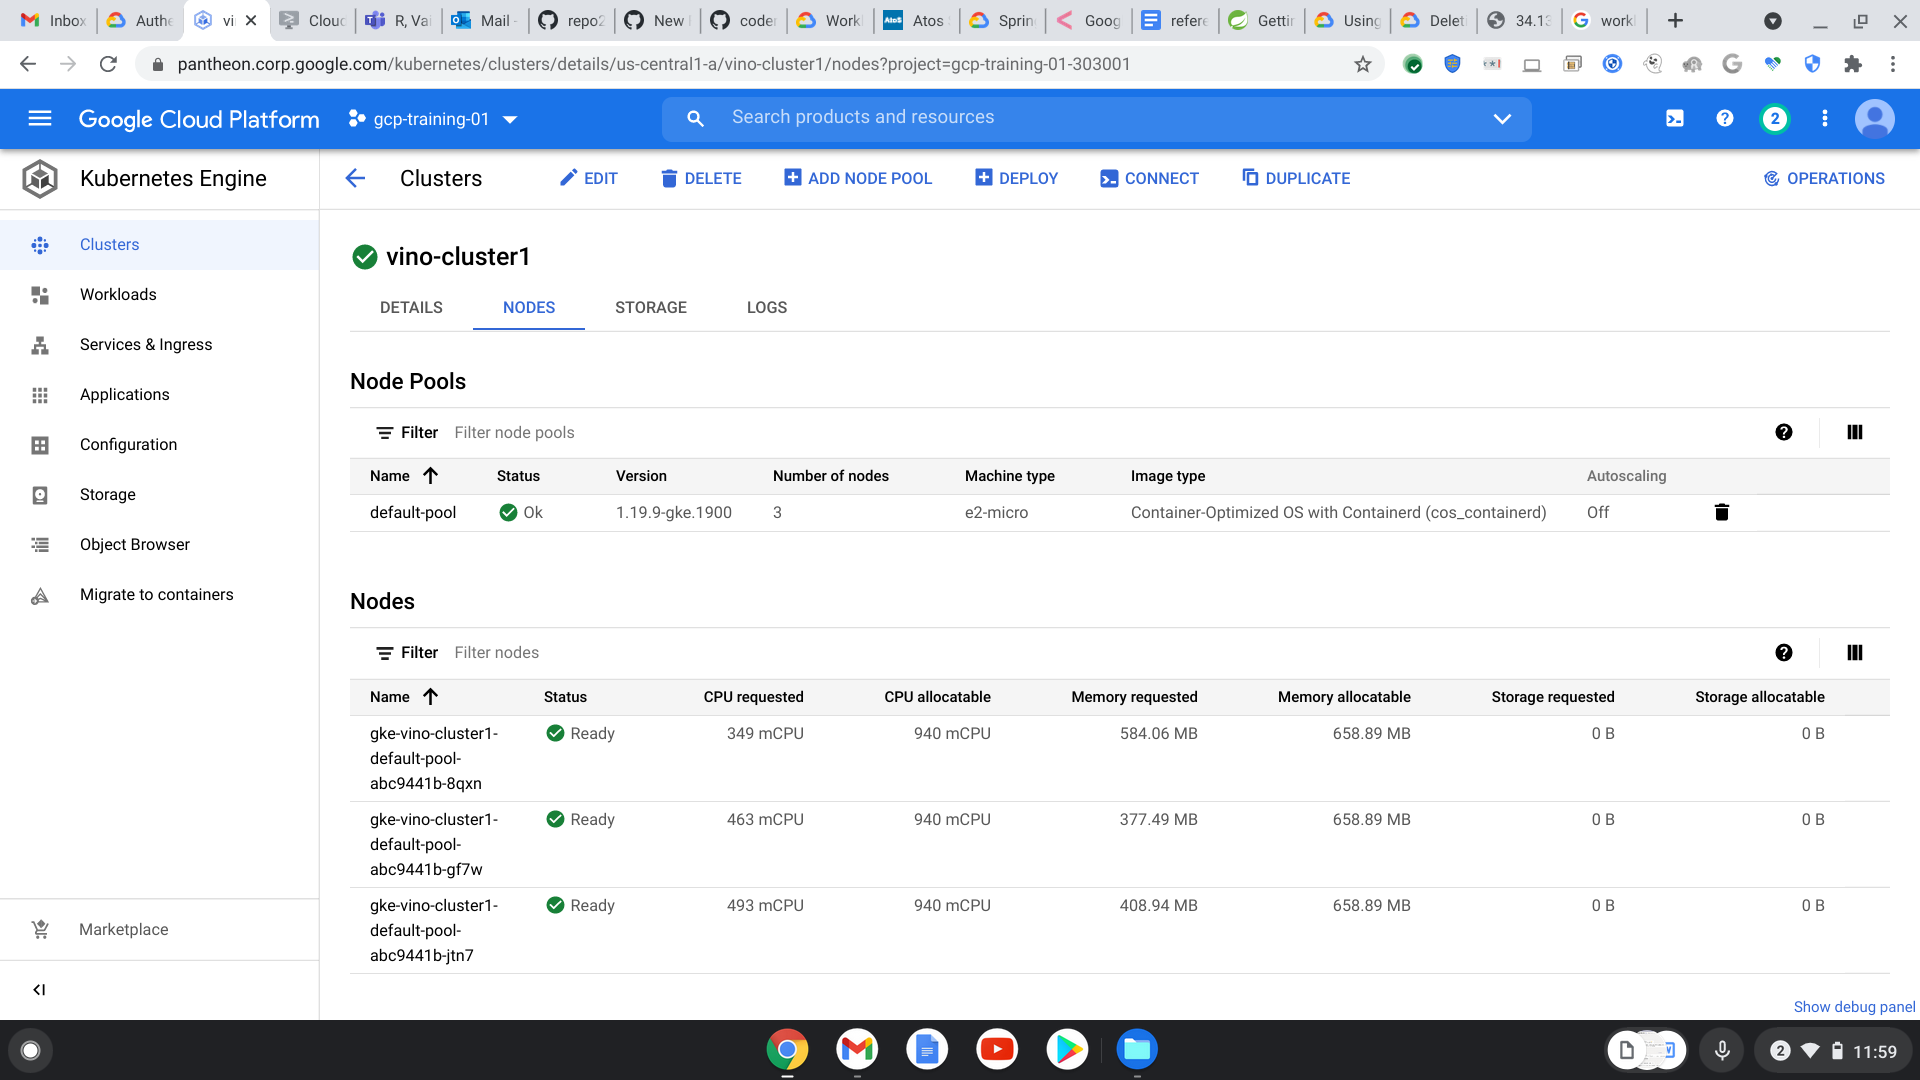 Inbox
Authe
vi
Clouc
R, Vai
Mail -
repo2
New
coder
Work
Atos
Sprin
Goog
refere
Gettir
Using
Delet
34.13
work
pantheon.corp.google.com/kubernetes/clusters/details/us-central1-a/vino-cluster1/nodes?project=gcp-training-01-303001
Google Cloud Platform
gcp-training-01
Search products and resources
2
Kubernetes Engine
Clusters
EDIT
DELETE
ADD NODE POOL
DEPLOY
CONNECT
DUPLICATE
OPERATIONS
Clusters
Workloads
Services & Ingress
Applications
Configuration
Storage
Object Browser
Migrate to containers
Marketplace
vino-cluster1
DETAILS NODES STORAGE LOGS
Node Pools
Filter Filter node pools
Name Status Version Number of nodes Machine type Image type Autoscaling
default-pool Ok 1.19.9-gke.1900 3 e2-micro Container-Optimized OS with Containerd (cos_containerd) Off
Nodes
Filter Filter nodes
Name Status CPU requested CPU allocatable Memory requested Memory allocatable Storage requested Storage allocatable
gke-vino-cluster1- Ready 349 mCPU 940 mCPU 584.06 MB 658.89 MB 0 B 0 B
default-pool-
abc9441b-8qxn
gke-vino-cluster1- Ready 463 mCPU 940 mCPU 377.49 MB 658.89 MB 0 B 0 B
default-pool-
abc9441b-gf7w
gke-vino-cluster1- Ready 493 mCPU 940 mCPU 408.94 MB 658.89 MB 0 B 0 B
default-pool-
abc9441b-jtn7
Show debug panel
2 11:59